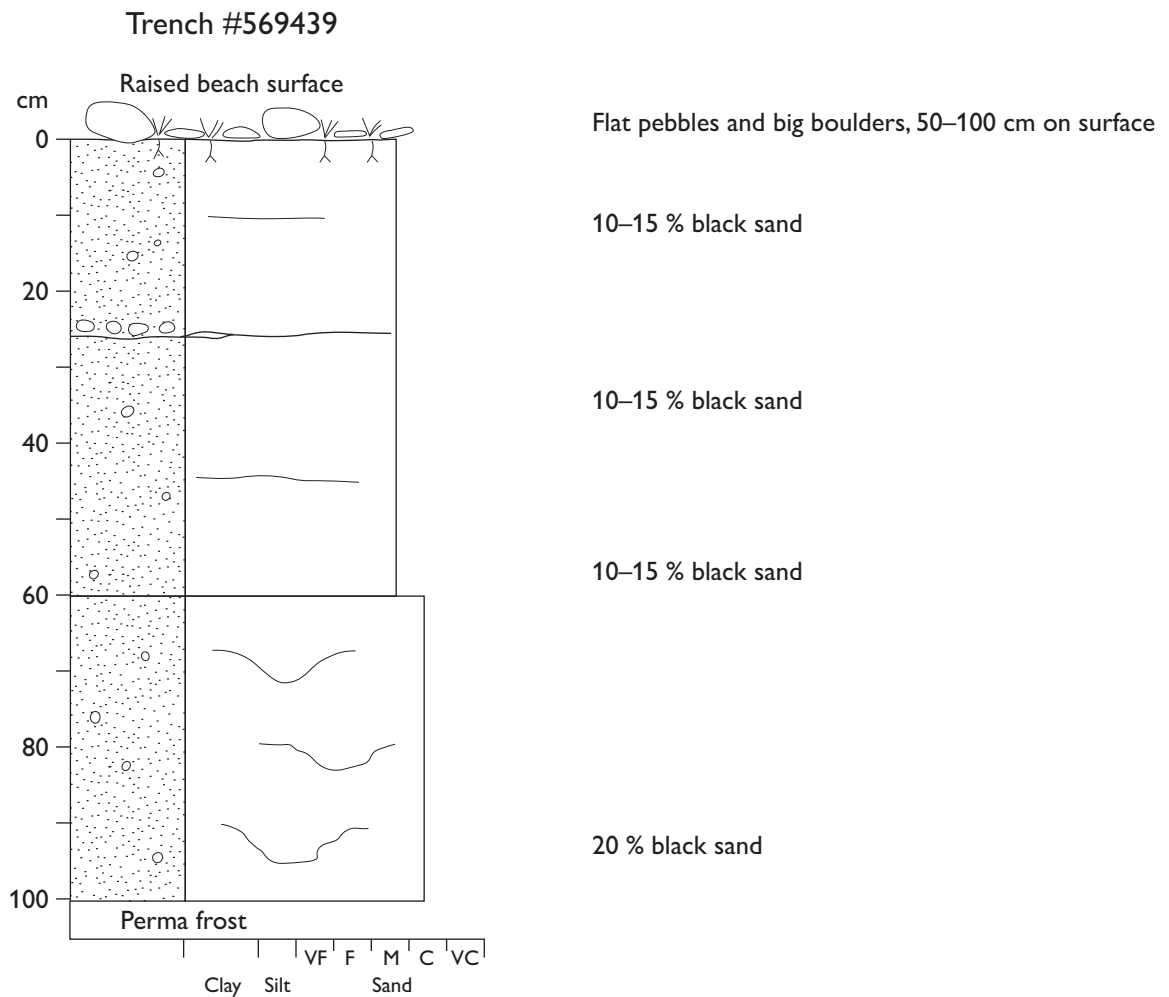 Trench #569439
Raised beach surface
cm
Flat pebbles and big boulders, 50–100 cm on surface
0
10–15 % black sand
20
10–15 % black sand
40
10–15 % black sand
60
80
20 % black sand
100
Perma frost
VF F M C VC
Clay Silt Sand